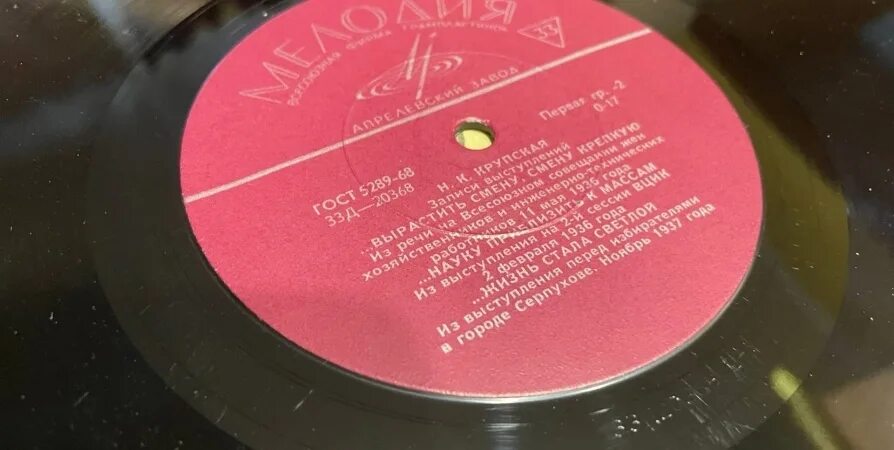 МЕЛОДИЯ
ВСЕСОЮЗНАЯ ФИРМА ГРАМПЛАСТИНОК
33
АПРЕЛЕВСКИЙ ЗАВОД
ГОСТ 5289-68
33Д—20368
Первая гр.-2
0-17
Н. К. КРУПСКАЯ
Записи выступлений
...ВЫРАСТИТЬ СМЕНУ, СМЕНУ КРЕПКУЮ
Из речи на Всесоюзном совещании жен
хозяйственников и инженерно-технических
работников 11 мая 1936 года
...НАУКУ ПРИБЛИЗИТЬ К МАССАМ
Из выступления на 2-й сессии ВЦИК
2 февраля 1936 года
...ЖИЗНЬ СТАЛА СВЕТЛОЙ
Из выступления перед избирателями
в городе Серпухове. Ноябрь 1937 года